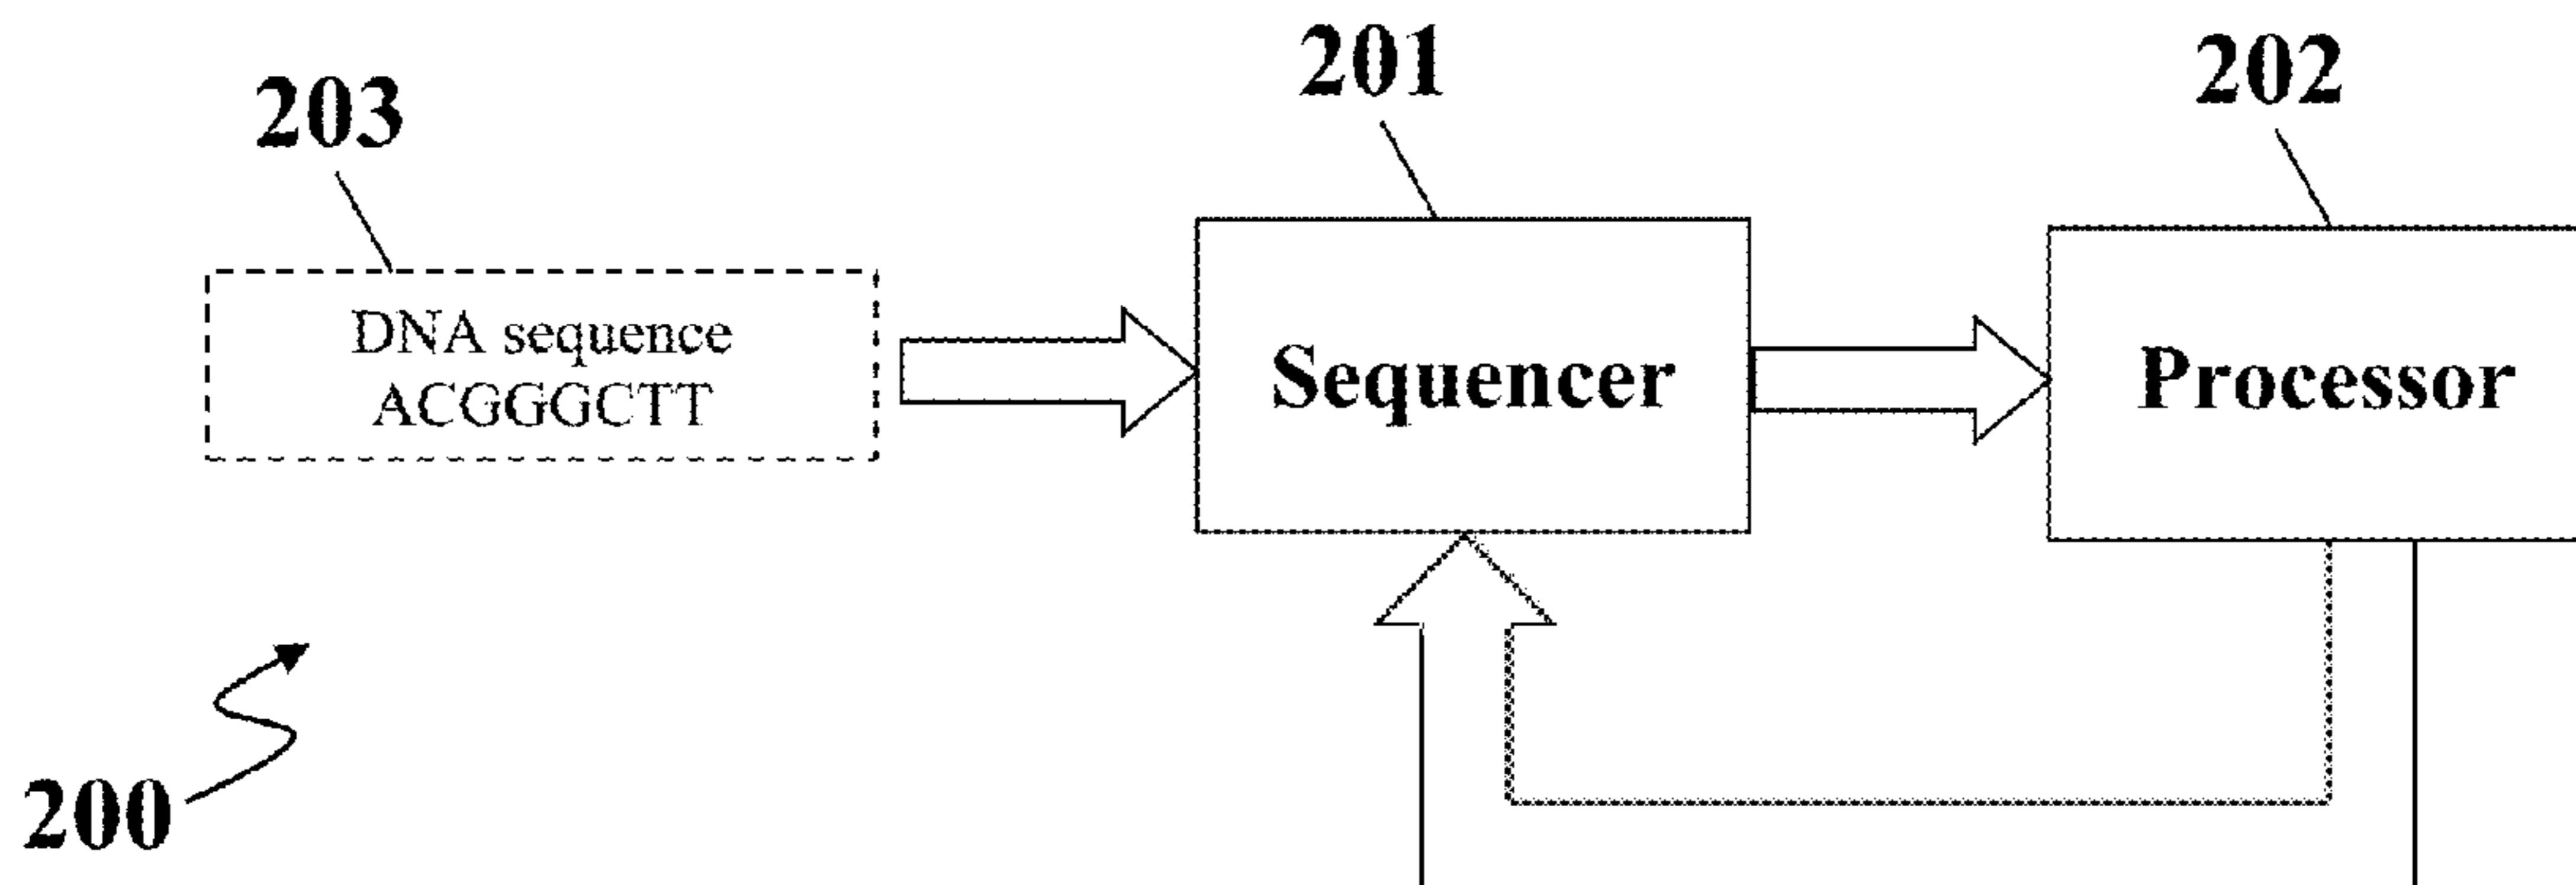 203
201
202
DNA sequence
ACGGGCTT
Sequencer
Processor
200